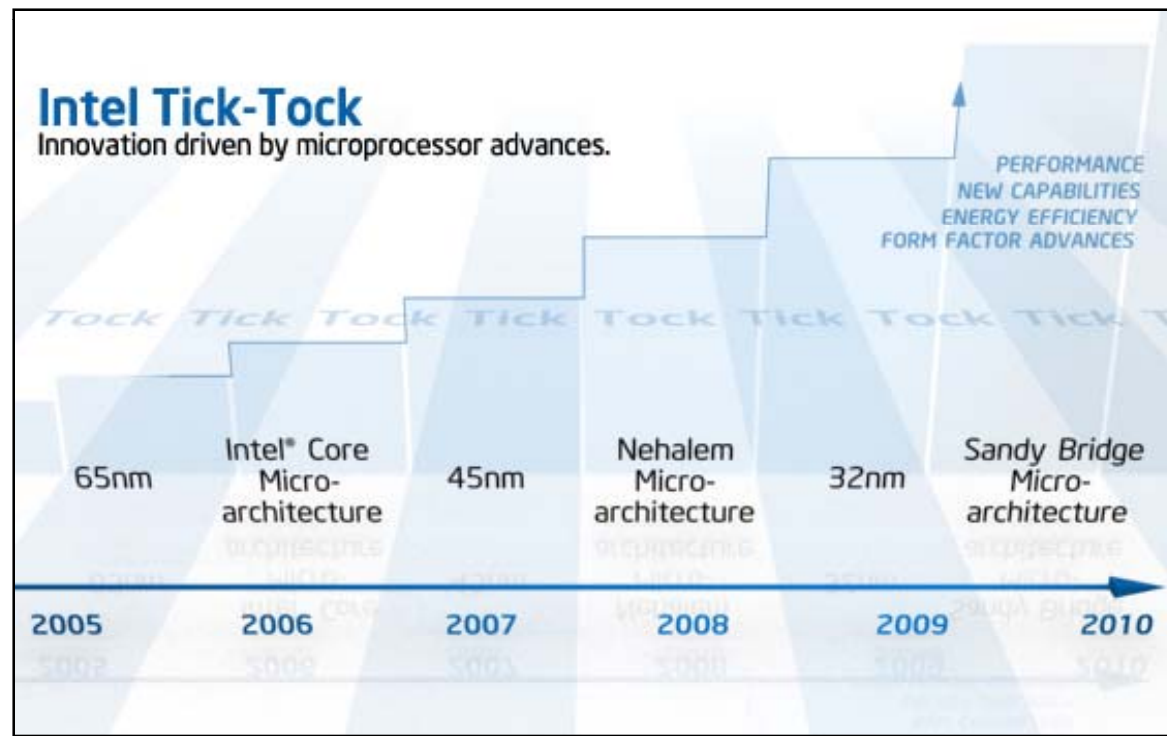 Intel Tick-Tock
Innovation driven by microprocessor advances.
PERFORMANCE
NEW CAPABILITIES
ENERGY EFFICIENCY
FORM FACTOR ADVANCES
Tock Tick Tock Tick Tock Tick Tock Tick T
65nm
Intel® Core
Micro-
architecture
45nm
Nehalem
Micro-
architecture
32nm
Sandy Bridge
Micro-
architecture
2005 2006 2007 2008 2009 2010